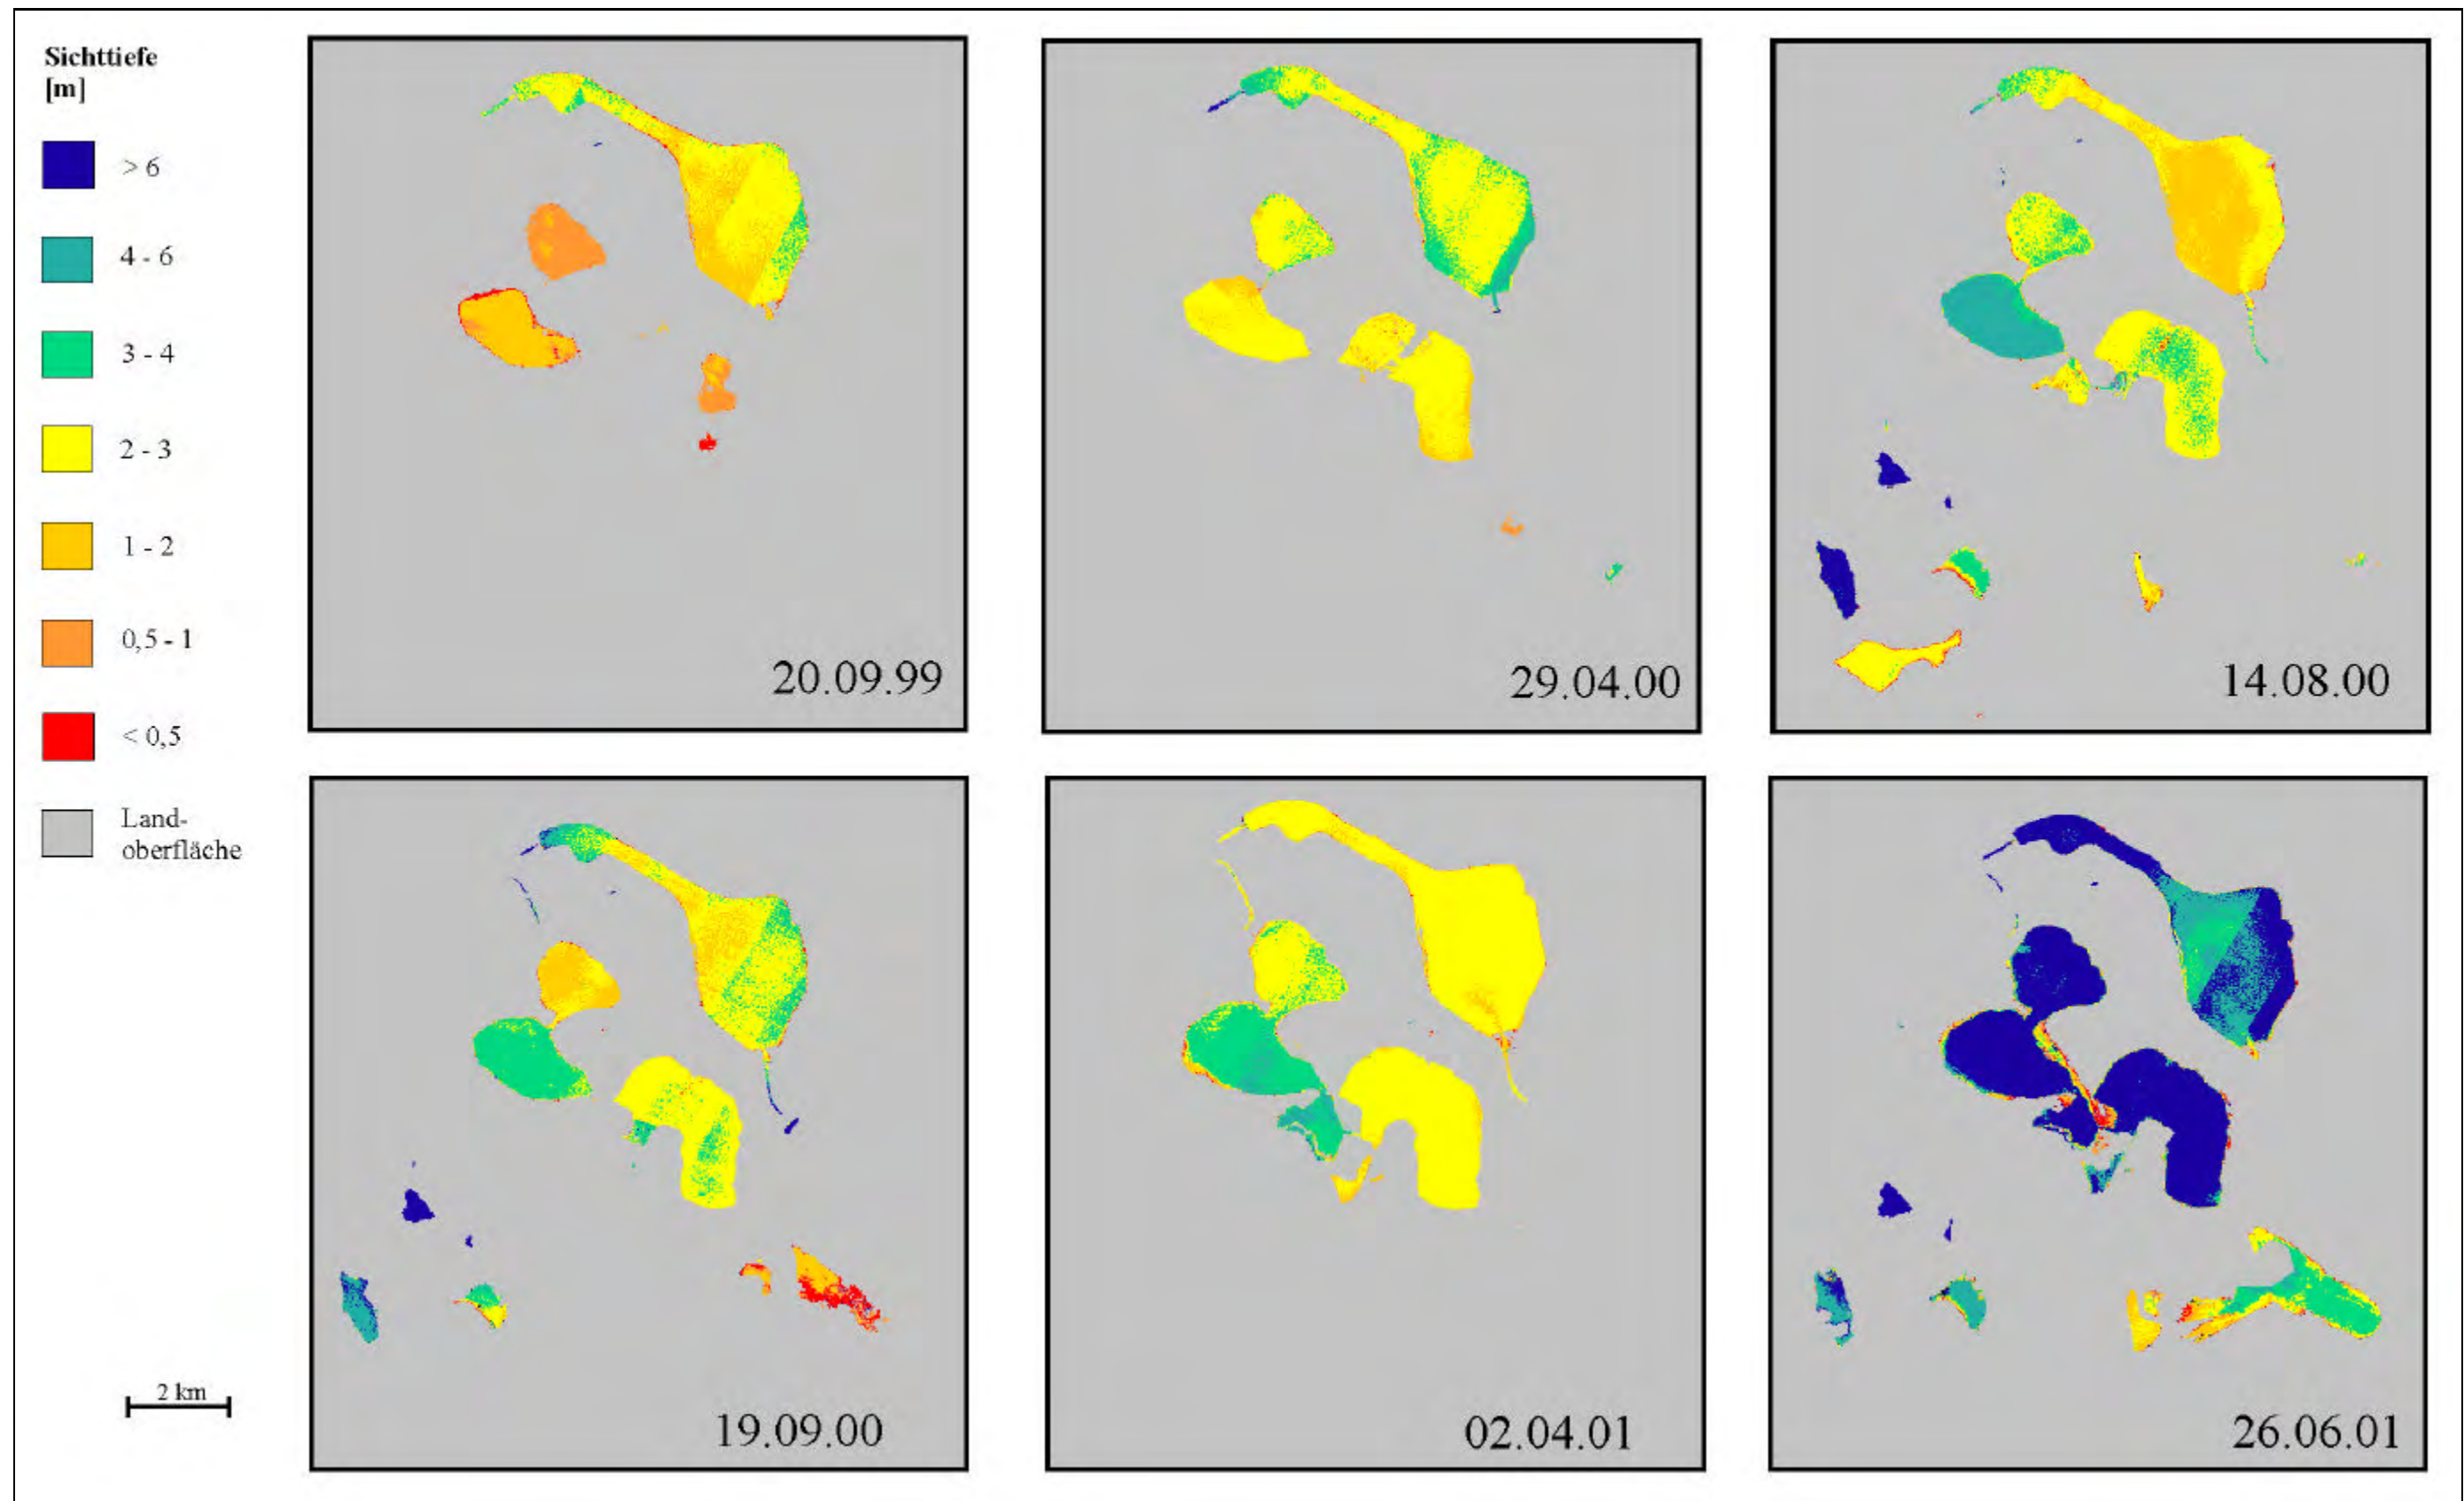 Sichttiefe
[m]
> 6
4 - 6
3 - 4
2 - 3
1 - 2
0,5 - 1
< 0,5
Land-
oberfläche
2 km
20.09.99
29.04.00
14.08.00
19.09.00
02.04.01
26.06.01